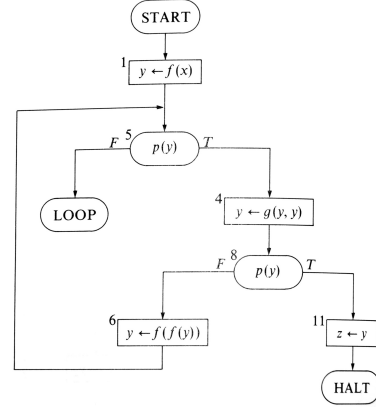 START
1
y ← f(x)
5
F p(y) T
LOOP
4
y ← g(y, y)
8
F p(y) T
6
y ← f(f(y))
11
z ← y
HALT